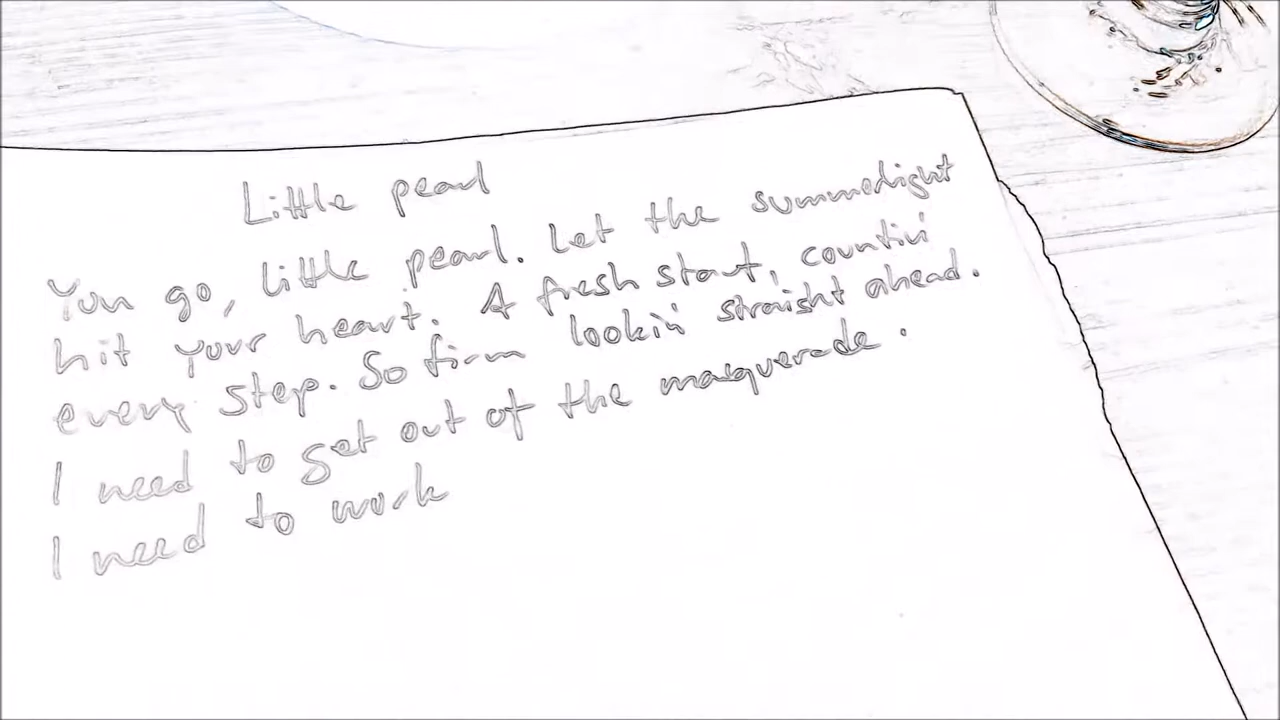 Little pearl
You go, little pearl. Let the summerlight
hit your heart. A fresh start, countin'
every step. So firm lookin' straight ahead.
I need to get out of the masquerade.
I need to work